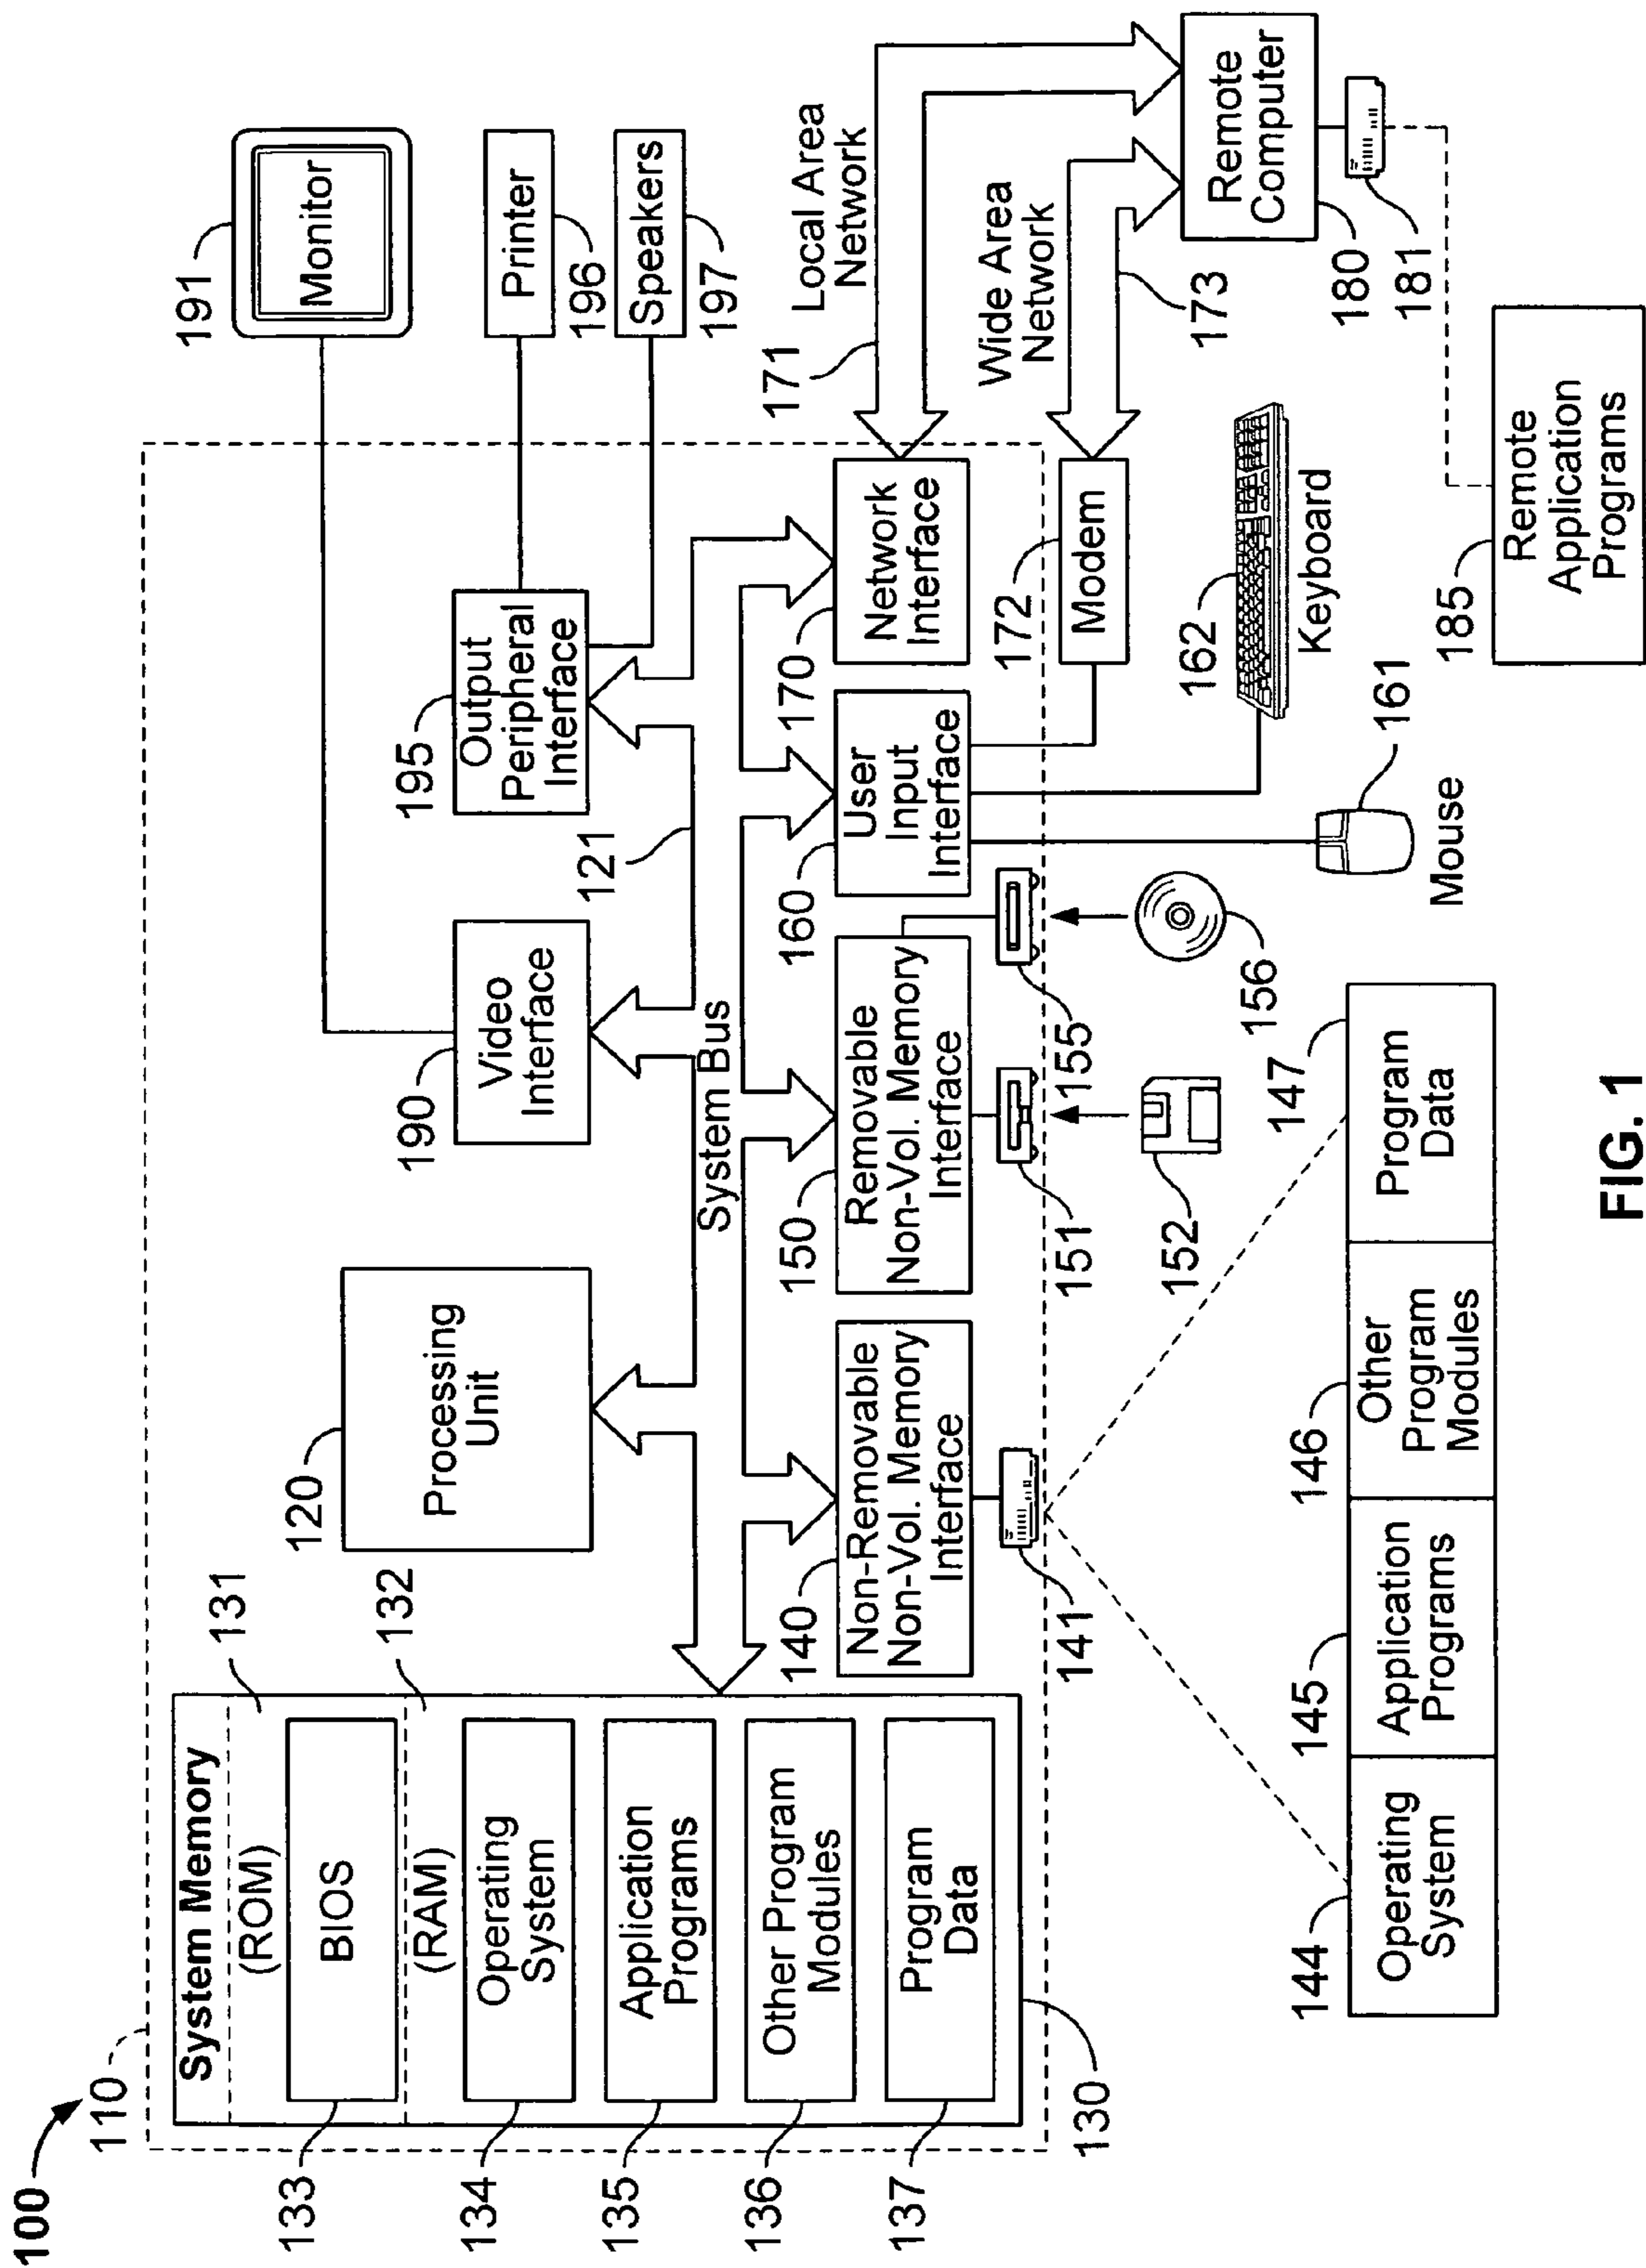 100
110
System Memory
(ROM)
131
133
BIOS
(RAM)
132
134
Operating
System
135
Application
Programs
136
Other Program
Modules
137
Program
Data
130
120
Processing
Unit
190
Video
Interface
195
Output
Peripheral
Interface
121
System Bus
191
Monitor
Printer
196
Speakers
197
140
Non-Removable
Non-Vol. Memory
Interface
141
150
Removable
Non-Vol. Memory
Interface
151
155
152
156
160
User
Input
Interface
170
Network
Interface
172
Modem
171
Local Area
Network
Wide Area
Network
173
Remote
Computer
180
181
162
Keyboard
161
Mouse
185
Remote
Application
Programs
144
Operating
System
145
Application
Programs
146
Other
Program
Modules
147
Program
Data
FIG. 1